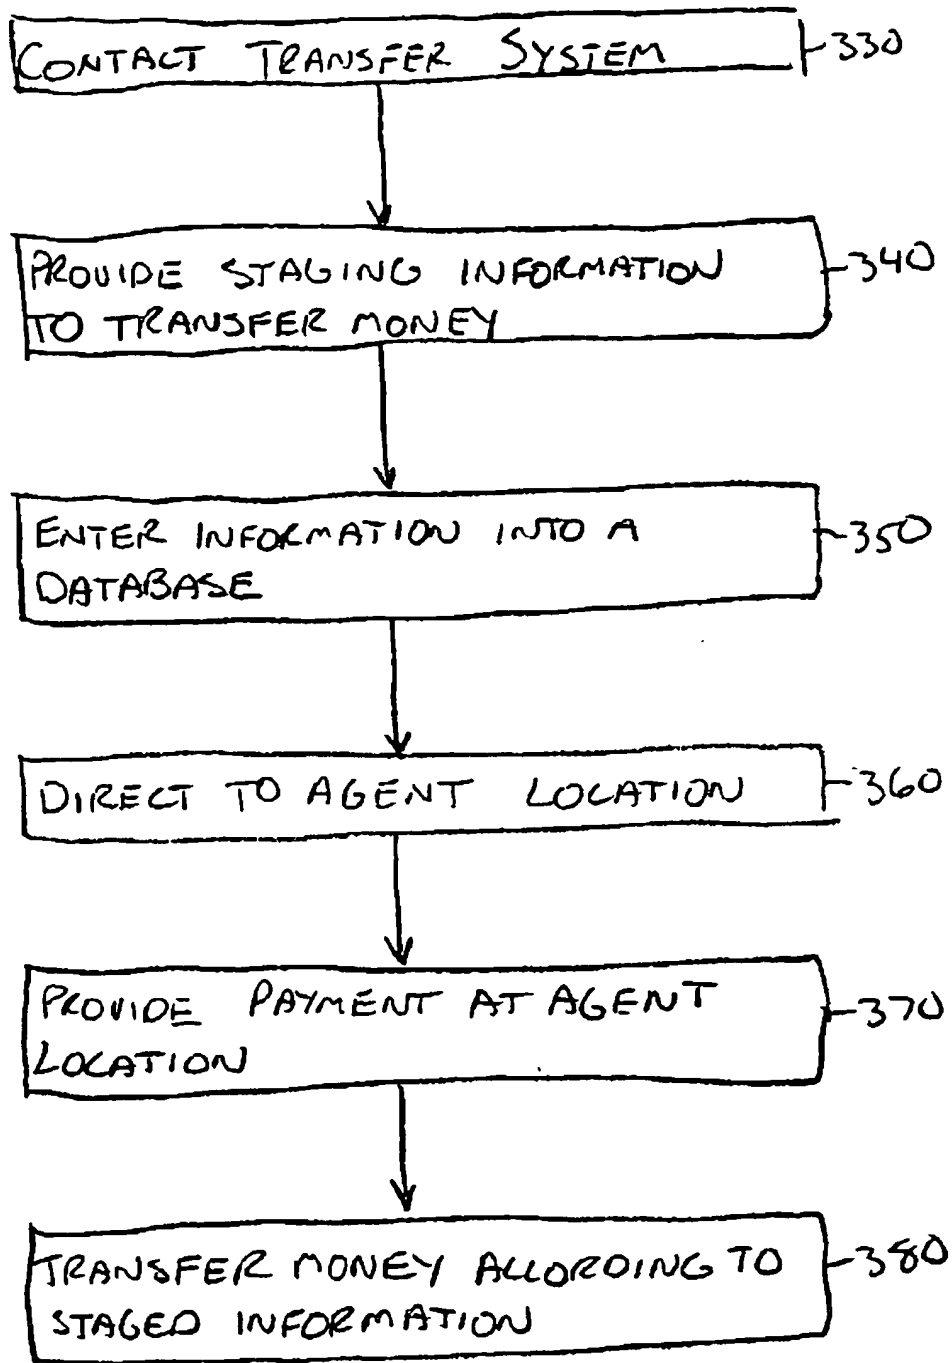 CONTACT TRANSFER SYSTEM 330
PROVIDE STAGING INFORMATION 340
TO TRANSFER MONEY
ENTER INFORMATION INTO A 350
DATABASE
DIRECT TO AGENT LOCATION 360
PROVIDE PAYMENT AT AGENT 370
LOCATION
TRANSFER MONEY ACCORDING TO 380
STAGED INFORMATION